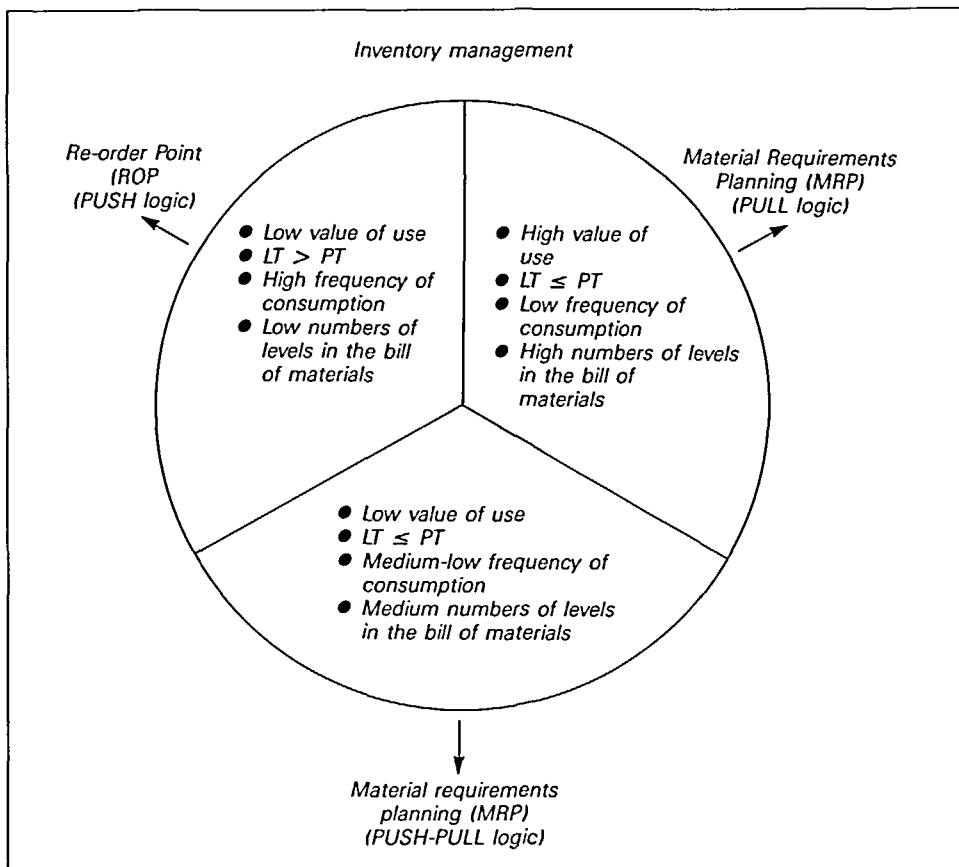 Inventory management
Re-order Point
(ROP)
(PUSH logic)
Material Requirements
Planning (MRP)
(PULL logic)
● Low value of use
● LT > PT
● High frequency of
consumption
● Low numbers of
levels in the bill
of materials
● High value of
use
● LT ≤ PT
● Low frequency of
consumption
● High numbers of levels
in the bill of
materials
● Low value of use
● LT ≤ PT
● Medium-low frequency of
consumption
● Medium numbers of levels
in the bill of materials
Material requirements
planning (MRP)
(PUSH-PULL logic)